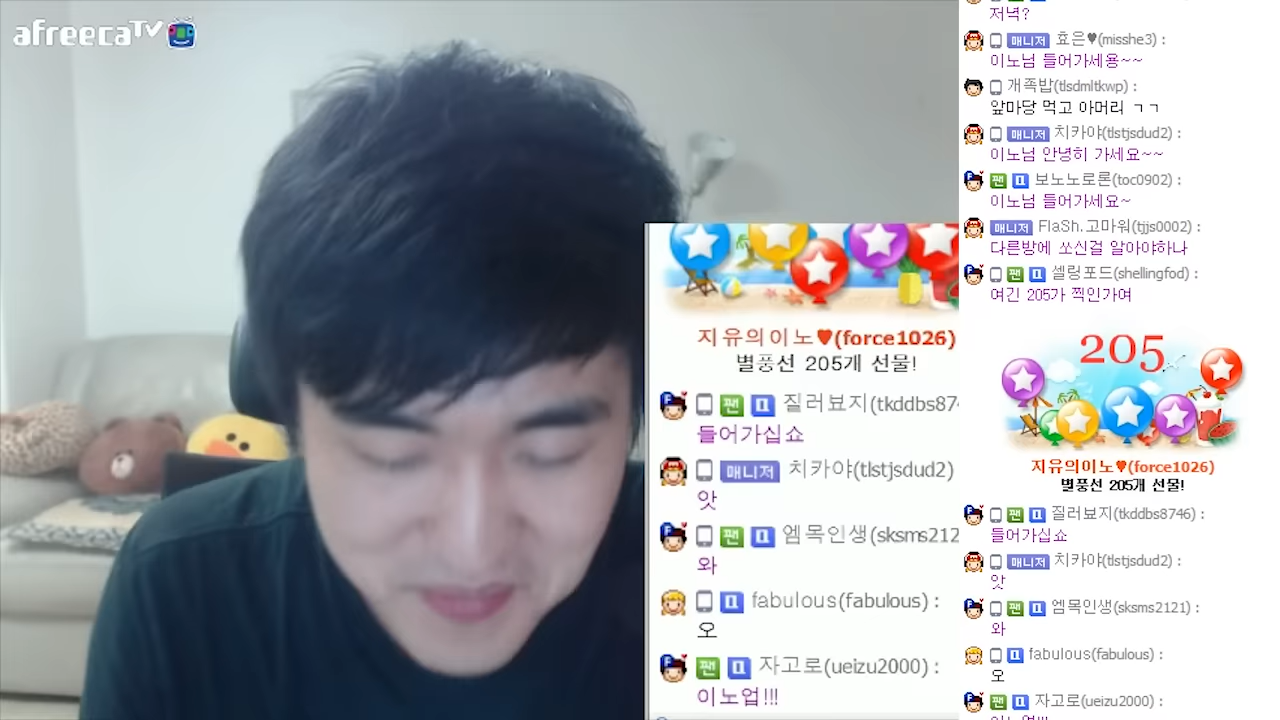 afreecaTV
지유의이노♥(force1026)
별풍선 205개 선물!
팬 질러뵤지(tkddbs874
들어가십쇼
매니저 치카야(tlstjsdud2)
앗
팬 엠목인생(sksms212
와
fabulous(fabulous) :
오
팬 자고로(ueizu2000) :
이노업!!!
저녁?
매니저 효은♥(misshe3) :
이노님 들어가세용~~
개족밥(tlsdmltkwp) :
앞마당 먹고 아머리 ㄱㄱ
매니저 치카야(tlstjsdud2) :
이노님 안녕히 가세요~~
팬 보노노로론(toc0902) :
이노님 들어가세요~
매니저 FlaSh.고마워(tjjs0002) :
다른방에 쏘신걸 알아야하나
팬 셀링포드(shellingfod) :
여긴 205가 찍인가여
205
지유의이노♥(force1026)
별풍선 205개 선물!
팬 질러뵤지(tkddbs8746) :
들어가십쇼
매니저 치카야(tlstjsdud2) :
앗
팬 엠목인생(sksms2121) :
와
fabulous(fabulous) :
오
팬 자고로(ueizu2000) :
이노업!!!